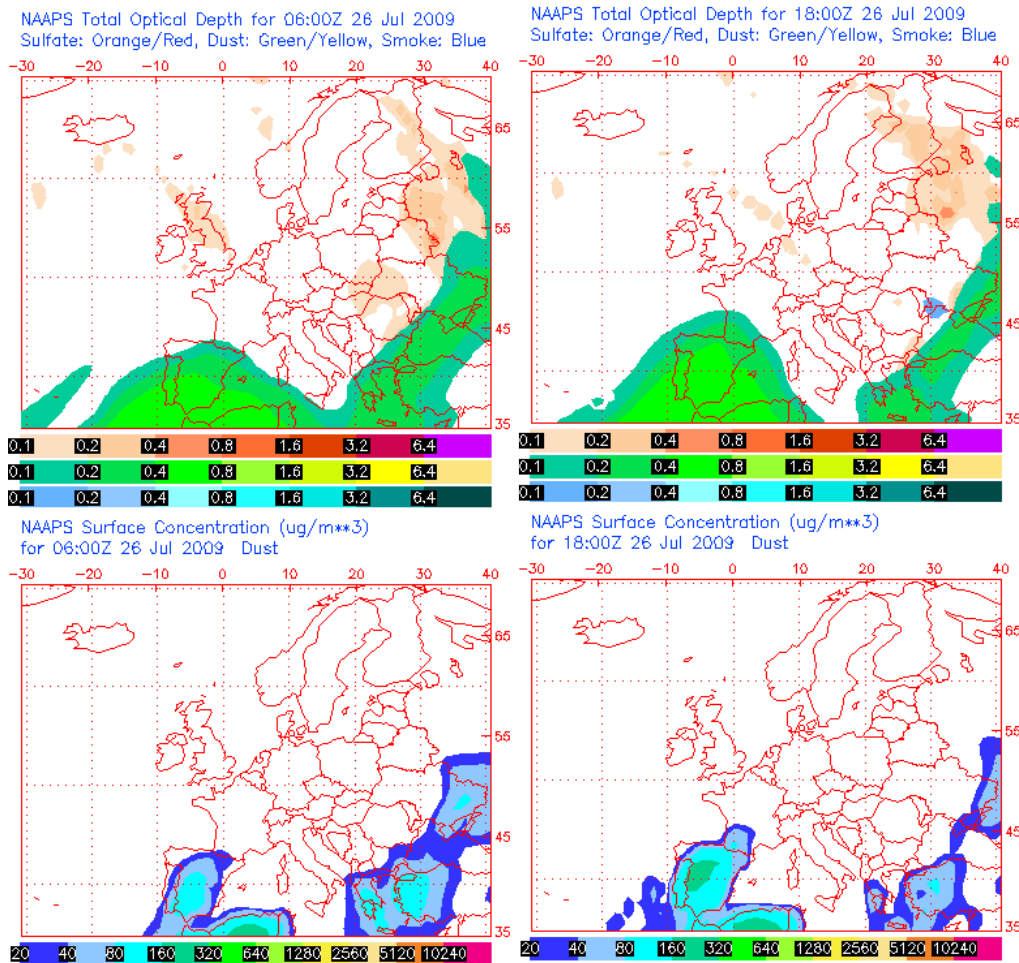 NAAPS Total Optical Depth for 06:00Z 26 Jul 2009
Sulfate: Orange/Red, Dust: Green/Yellow, Smoke: Blue
-30 -20 -10 0 10 20 30 40
65
55
45
35
0.1 0.2 0.4 0.8 1.6 3.2 6.4
0.1 0.2 0.4 0.8 1.6 3.2 6.4
0.1 0.2 0.4 0.8 1.6 3.2 6.4
NAAPS Total Optical Depth for 18:00Z 26 Jul 2009
Sulfate: Orange/Red, Dust: Green/Yellow, Smoke: Blue
-30 -20 -10 0 10 20 30 40
65
55
45
35
0.1 0.2 0.4 0.8 1.6 3.2 6.4
0.1 0.2 0.4 0.8 1.6 3.2 6.4
0.1 0.2 0.4 0.8 1.6 3.2 6.4
NAAPS Surface Concentration (ug/m**3)
for 06:00Z 26 Jul 2009 Dust
-30 -20 -10 0 10 20 30 40
65
55
45
35
20 40 80 160 320 640 1280 2560 5120 10240
NAAPS Surface Concentration (ug/m**3)
for 18:00Z 26 Jul 2009 Dust
-30 -20 -10 0 10 20 30 40
65
55
45
35
20 40 80 160 320 640 1280 2560 5120 10240